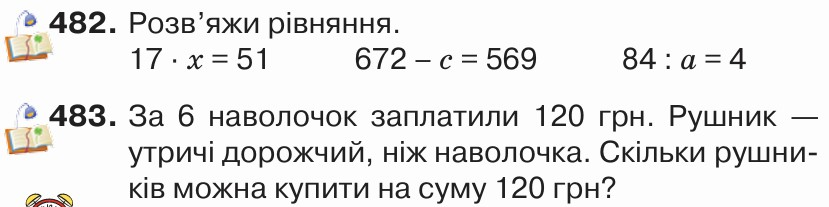 482. Розв’яжи рівняння.
17 · x = 51 672 – c = 569 84 : a = 4
483. За 6 наволочок заплатили 120 грн. Рушник —
утричі дорожчий, ніж наволочка. Скільки рушни-
ків можна купити на суму 120 грн?